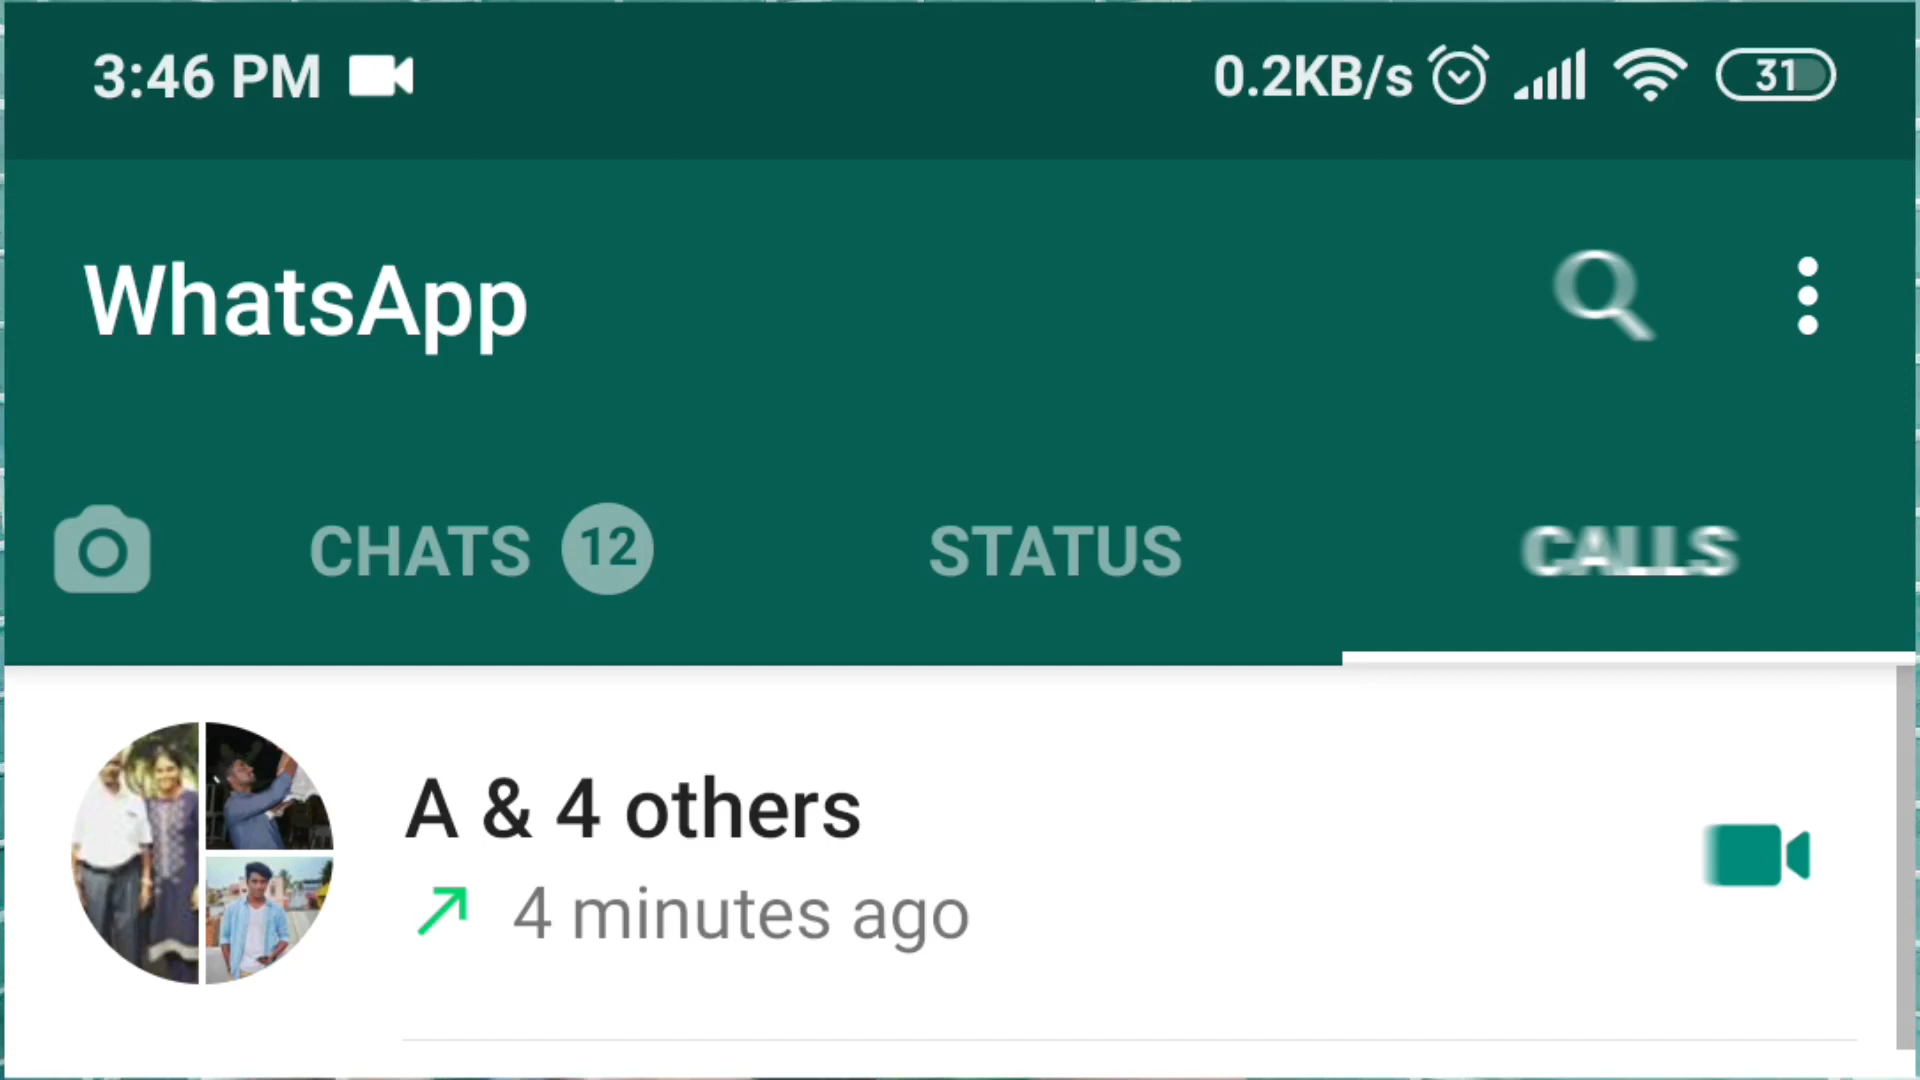 3:46 PM 0.2KB/s 31
WhatsApp
CHATS 12 STATUS CALLS
A & 4 others
4 minutes ago